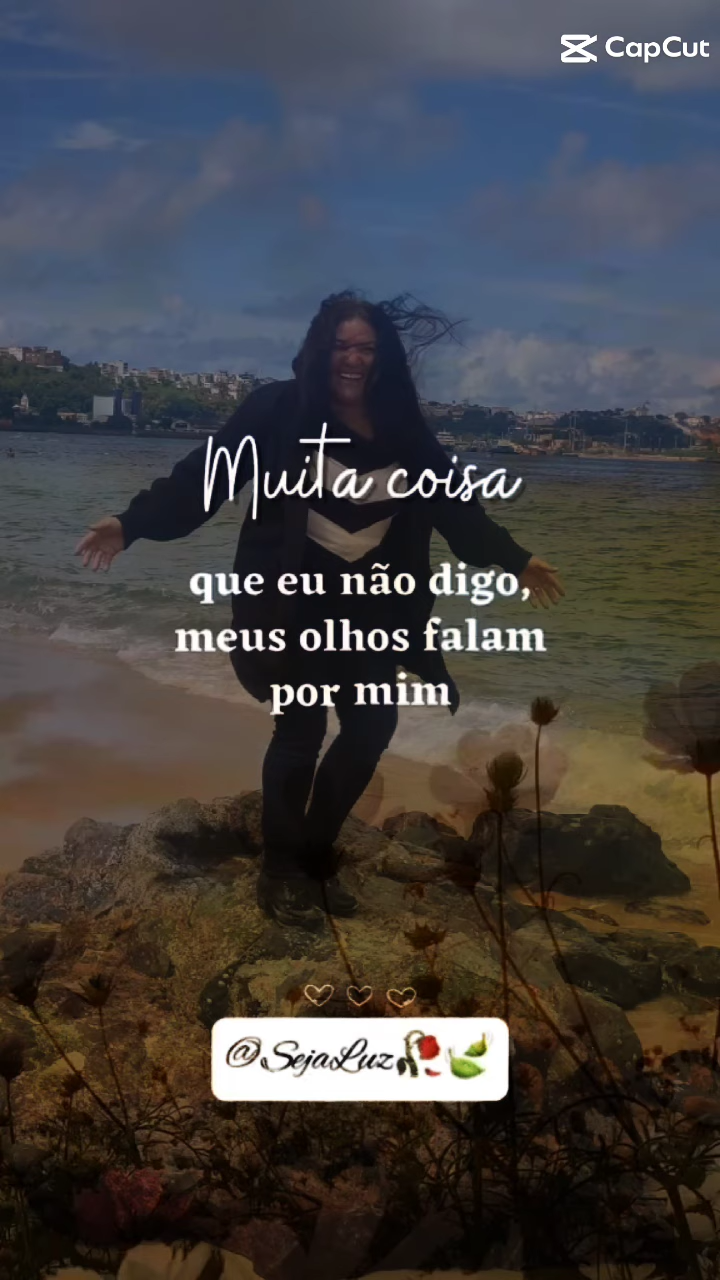 CapCut
Muita coisa
que eu não digo,
meus olhos falam
por mim
@SejaLuz